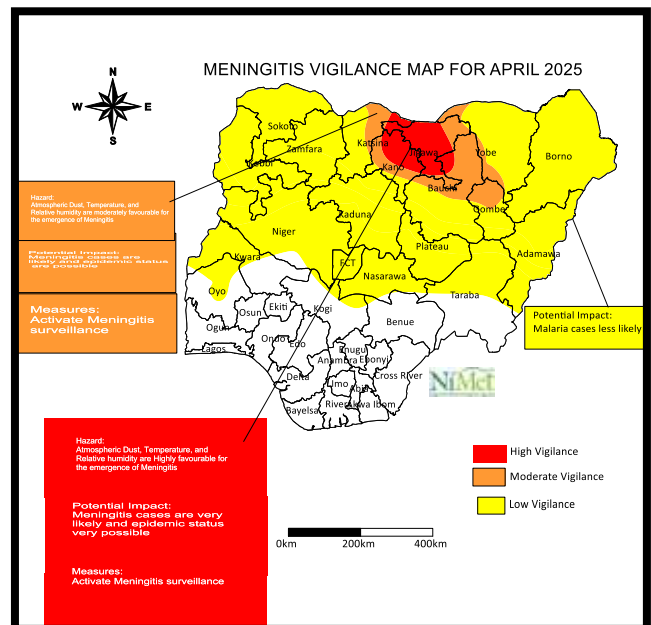 MENINGITIS VIGILANCE MAP FOR APRIL 2025
N
W
E
S
Sokoto
Zamfara
Kebbi
Katsina
Jigawa
Kano
Yobe
Borno
Bauchi
Gombe
Kaduna
Niger
Plateau
Adamawa
FCT
Nasarawa
Kwara
Taraba
Oyo
Kogi
Benue
Ekiti
Osun
Ogun
Ondo
Edo
Lagos
Enugu
Anambra
Ebonyi
Delta
Imo
Abia
Cross River
Rivers
Akwa Ibom
Bayelsa
Hazard:
Atmospheric Dust, Temperature, and
Relative humidity are moderately favourable for
the emergence of Meningitis
Potential Impact:
Meningitis cases are
likely and epidemic status
are possible
Measures:
Activate Meningitis
surveillance
Potential Impact:
Malaria cases less likely
NiMet
Hazard:
Atmospheric Dust, Temperature, and
Relative humidity are Highly favourable for
the emergence of Meningitis
Potential Impact:
Meningitis cases are very
likely and epidemic status
very possible
Measures:
Activate Meningitis surveillance
High Vigilance
Moderate Vigilance
Low Vigilance
0km
200km
400km